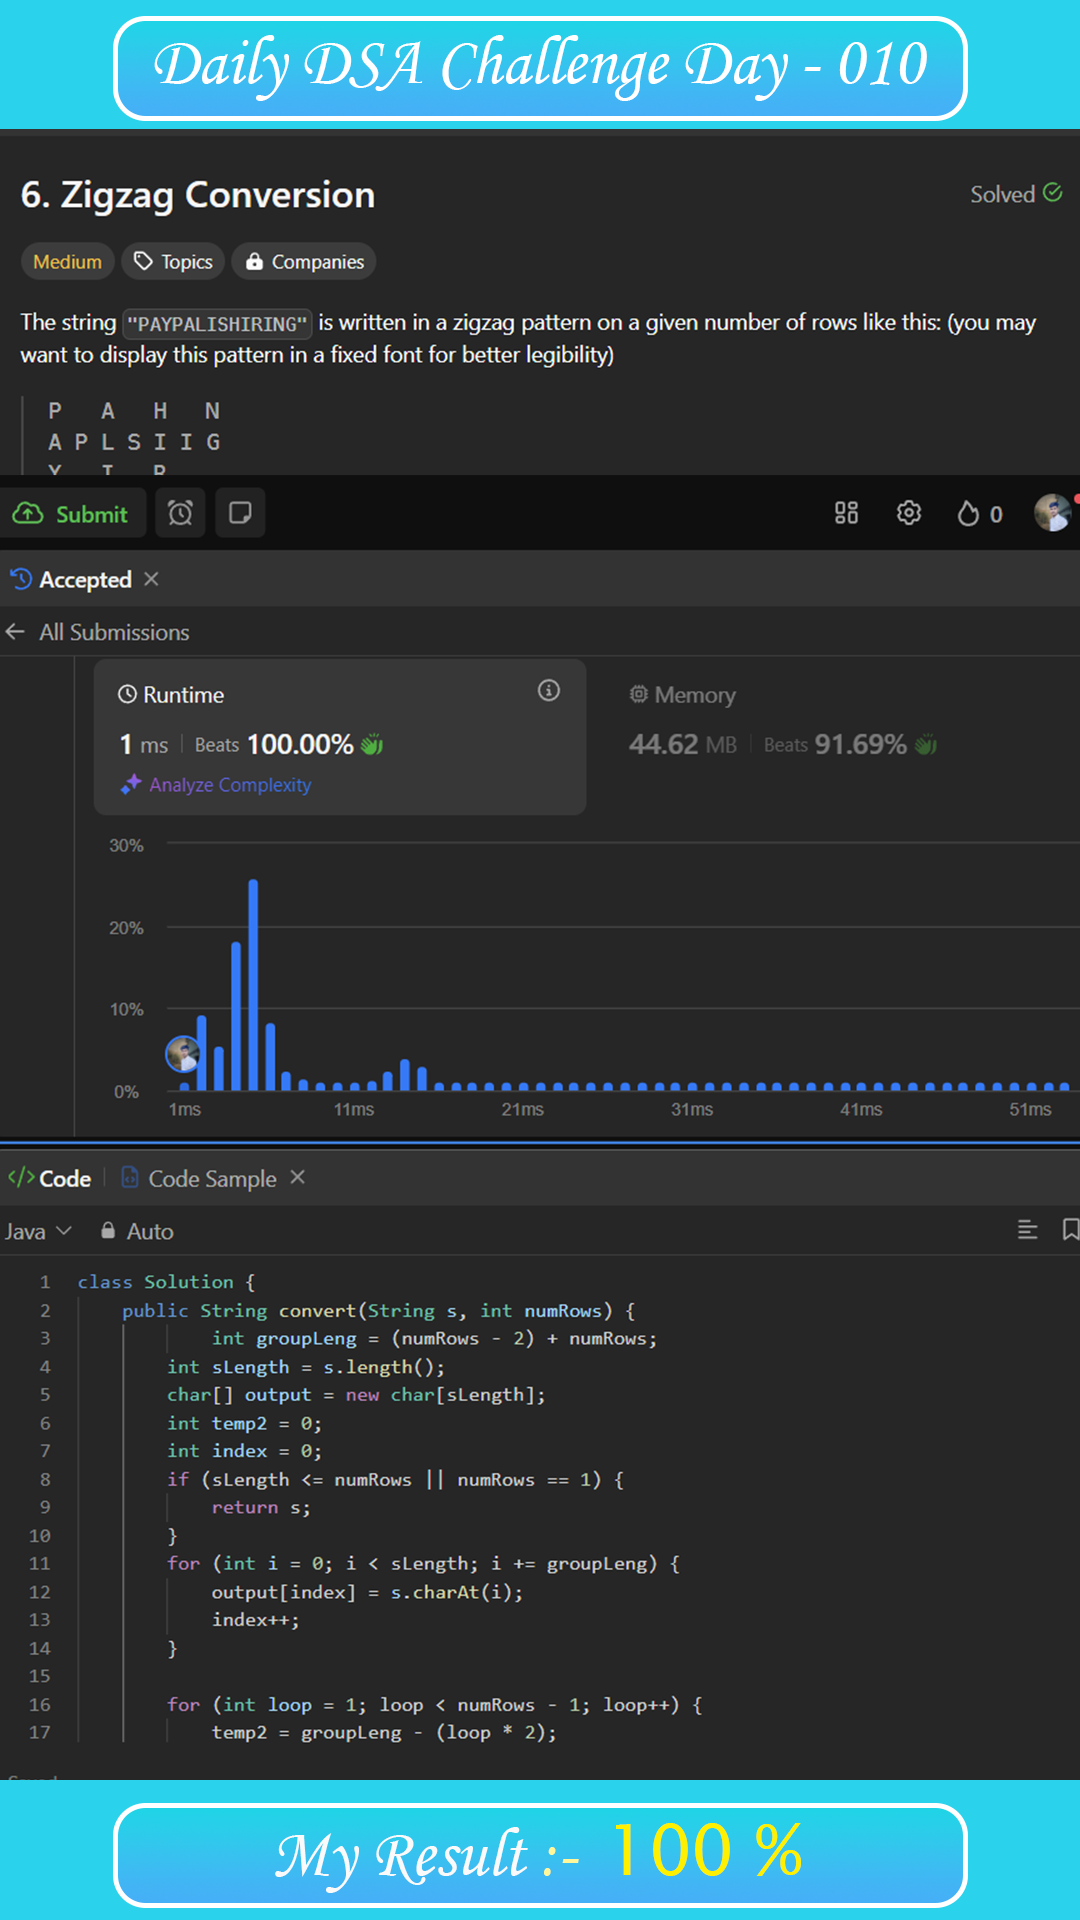 Daily DSA Challenge Day - 010
6. Zigzag Conversion
Solved
Medium Topics Companies
The string "PAYPALISHIRING" is written in a zigzag pattern on a given number of rows like this: (you may
want to display this pattern in a fixed font for better legibility)
P A H N
A P L S I I G
Y I R
Submit 0
Accepted
All Submissions
Runtime Memory
1 ms Beats 100.00% 44.62 MB Beats 91.69%
Analyze Complexity
30%
20%
10%
0%
1ms 11ms 21ms 31ms 41ms 51ms
</> Code Code Sample
Java Auto
1 class Solution {
2 public String convert(String s, int numRows) {
3 int groupLeng = (numRows - 2) + numRows;
4 int sLength = s.length();
5 char[] output = new char[sLength];
6 int temp2 = 0;
7 int index = 0;
8 if (sLength <= numRows || numRows == 1) {
9 return s;
10 }
11 for (int i = 0; i < sLength; i += groupLeng) {
12 output[index] = s.charAt(i);
13 index++;
14 }
15
16 for (int loop = 1; loop < numRows - 1; loop++) {
17 temp2 = groupLeng - (loop * 2);
My Result :- 100 %